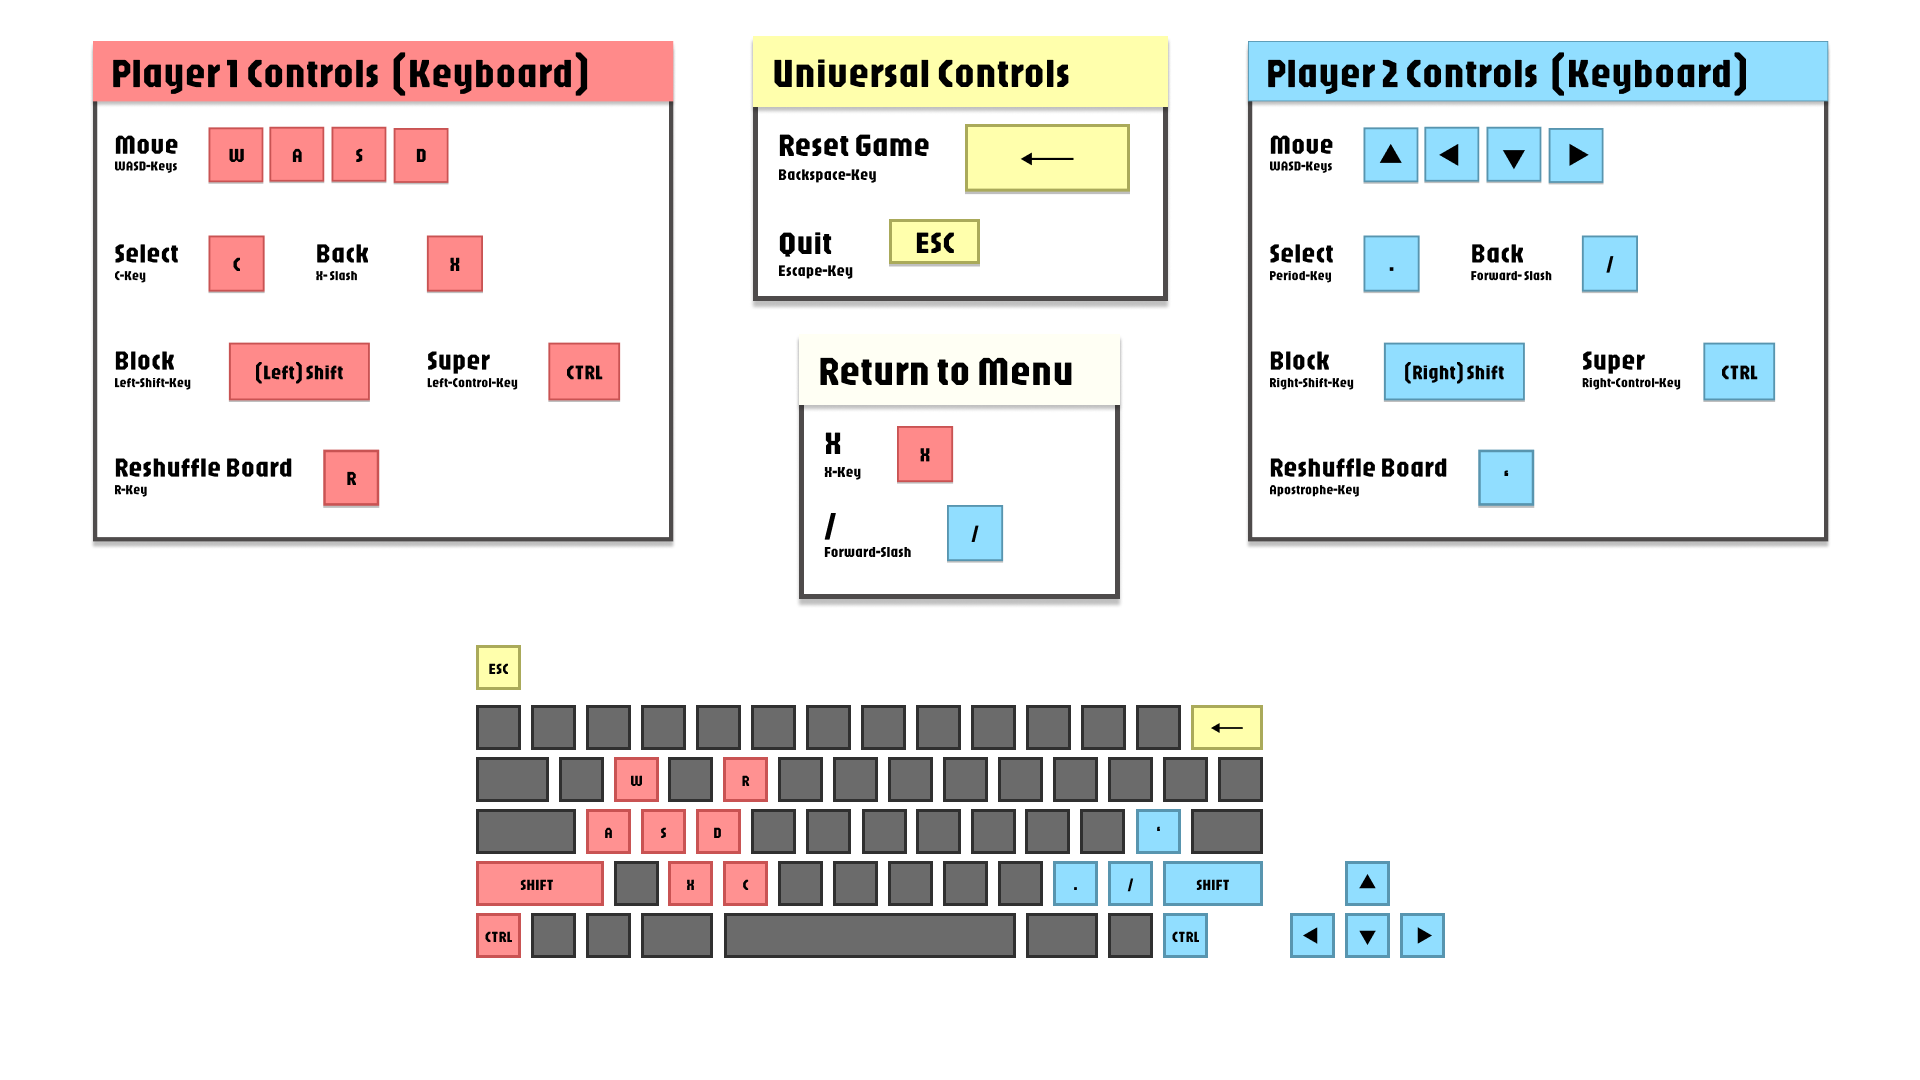 Player 1 Controls (Keyboard)
Move
WASD-Keys
W A S D
Select
C-Key
C
Back
X-Slash
X
Block
Left-Shift-Key
(Left) Shift
Super
Left-Control-Key
CTRL
Reshuffle Board
R-Key
R
Universal Controls
Reset Game
Backspace-Key
←
Quit
Escape-Key
ESC
Return to Menu
X
X-Key
X
/
Forward-Slash
/
Player 2 Controls (Keyboard)
Move
WASD-Keys
▲ ◀ ▼ ▶
Select
Period-Key
.
Back
Forward-Slash
/
Block
Right-Shift-Key
(Right) Shift
Super
Right-Control-Key
CTRL
Reshuffle Board
Apostrophe-Key
‘
ESC
←
W R
A S D ‘
SHIFT X C . / SHIFT ▲
CTRL CTRL ◀ ▼ ▶